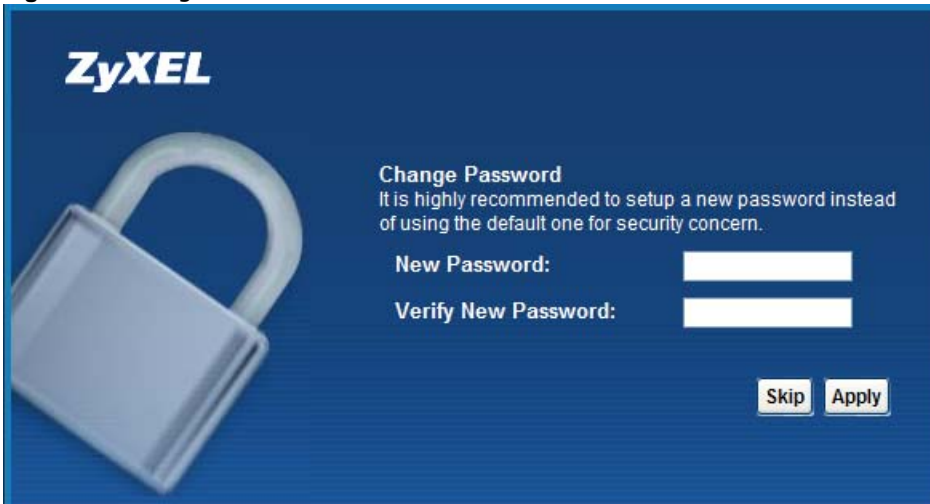 ZyXEL
Change Password
It is highly recommended to setup a new password instead
of using the default one for security concern.
New Password:
Verify New Password:
Skip Apply